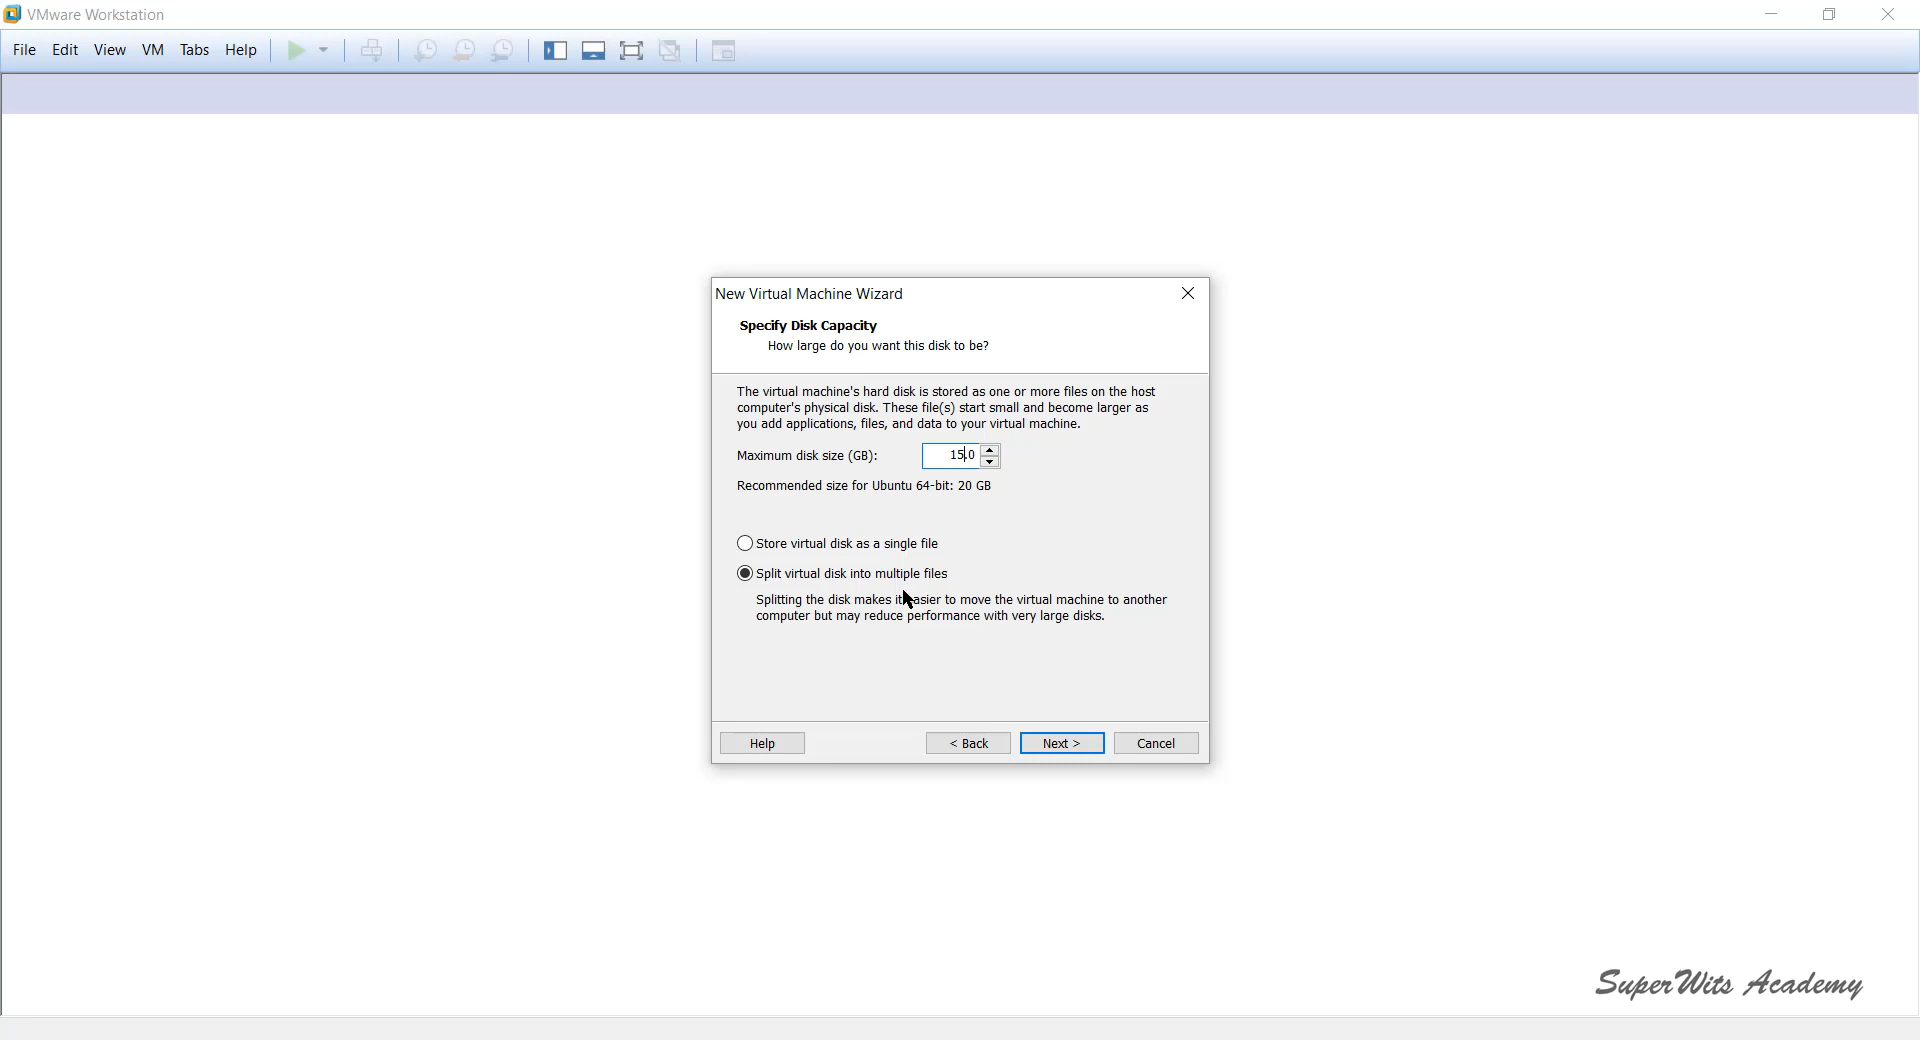 VMware Workstation
File Edit View VM Tabs Help
New Virtual Machine Wizard
Specify Disk Capacity
How large do you want this disk to be?
The virtual machine's hard disk is stored as one or more files on the host
computer's physical disk. These file(s) start small and become larger as
you add applications, files, and data to your virtual machine.
Maximum disk size (GB): 15.0
Recommended size for Ubuntu 64-bit: 20 GB
Store virtual disk as a single file
Split virtual disk into multiple files
Splitting the disk makes it easier to move the virtual machine to another
computer but may reduce performance with very large disks.
Help < Back Next > Cancel
SuperWits Academy